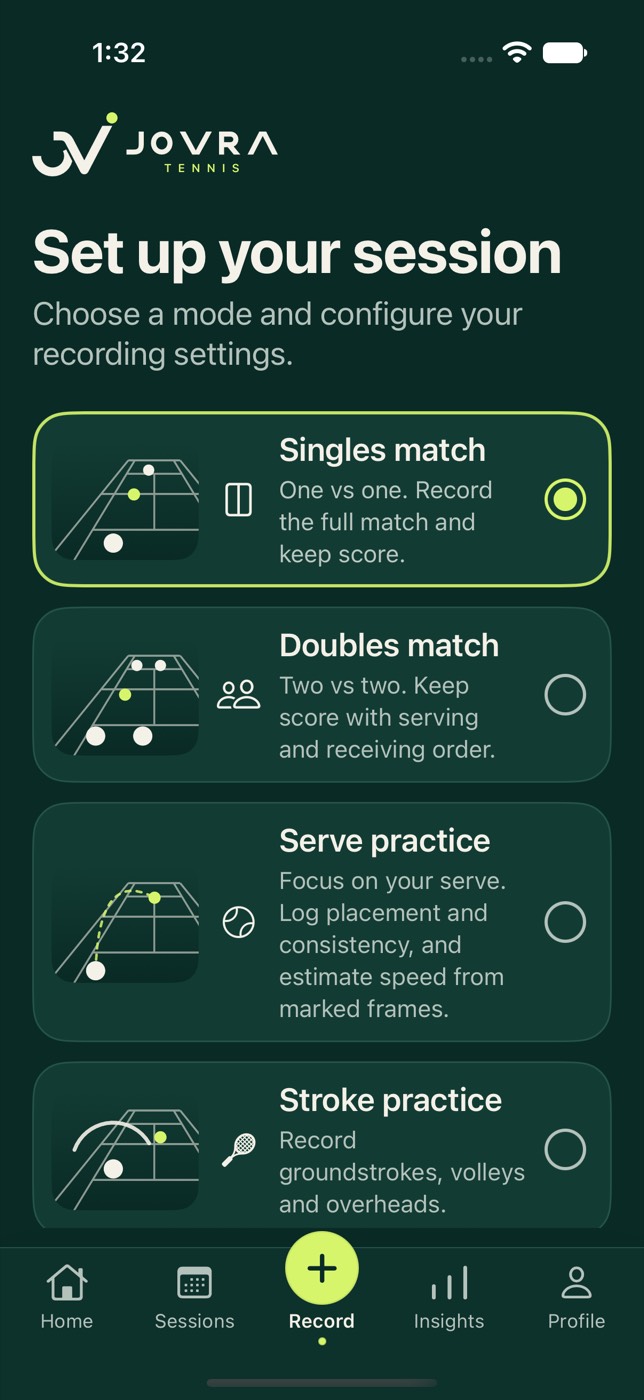 1:32
JOVRA
TENNIS
Set up your session
Choose a mode and configure your
recording settings.
Singles match
One vs one. Record
the full match and
keep score.
Doubles match
Two vs two. Keep
score with serving
and receiving order.
Serve practice
Focus on your serve.
Log placement and
consistency, and
estimate speed from
marked frames.
Stroke practice
Record
groundstrokes, volleys
and overheads.
Home
Sessions
Record
Insights
Profile